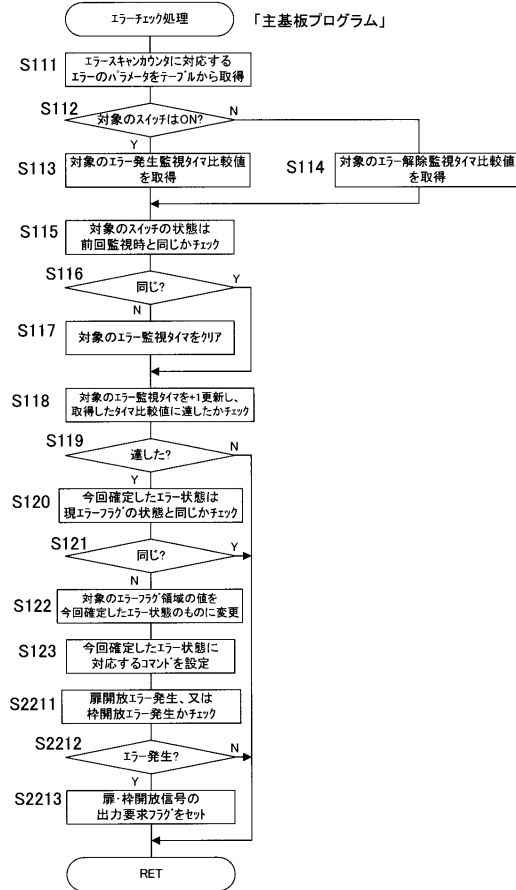 エラーチェック処理
「主基板プログラム」
S111
エラースキャンカウンタに対応する
エラーのパラメータをテーブルから取得
S112
対象のスイッチはON?
N
Y
S113
対象のエラー発生監視タイマ比較値
を取得
S114
対象のエラー解除監視タイマ比較値
を取得
S115
対象のスイッチの状態は
前回監視時と同じかチェック
S116
同じ?
Y
N
S117
対象のエラー監視タイマをクリア
S118
対象のエラー監視タイマを+1更新し、
取得したタイマ比較値に達したかチェック
S119
達した?
N
Y
S120
今回確定したエラー状態は
現エラーフラグの状態と同じかチェック
S121
同じ?
Y
N
S122
対象のエラーフラグ領域の値を
今回確定したエラー状態のものに変更
S123
今回確定したエラー状態に
対応するコマンドを設定
S2211
扉開放エラー発生、又は
枠開放エラー発生かチェック
S2212
エラー発生?
N
Y
S2213
扉・枠開放信号の
出力要求フラグをセット
RET